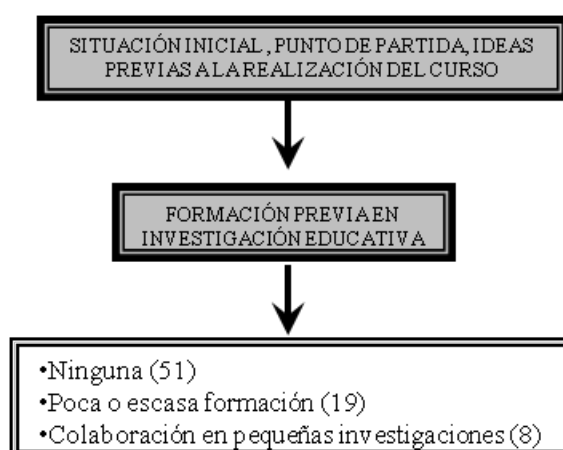 SITUACIÓN INICIAL, PUNTO DE PARTIDA, IDEAS
PREVIAS A LA REALIZACIÓN DEL CURSO
FORMACIÓN PREVIA EN
INVESTIGACIÓN EDUCATIVA
•Ninguna (51)
•Poca o escasa formación (19)
•Colaboración en pequeñas investigaciones (8)